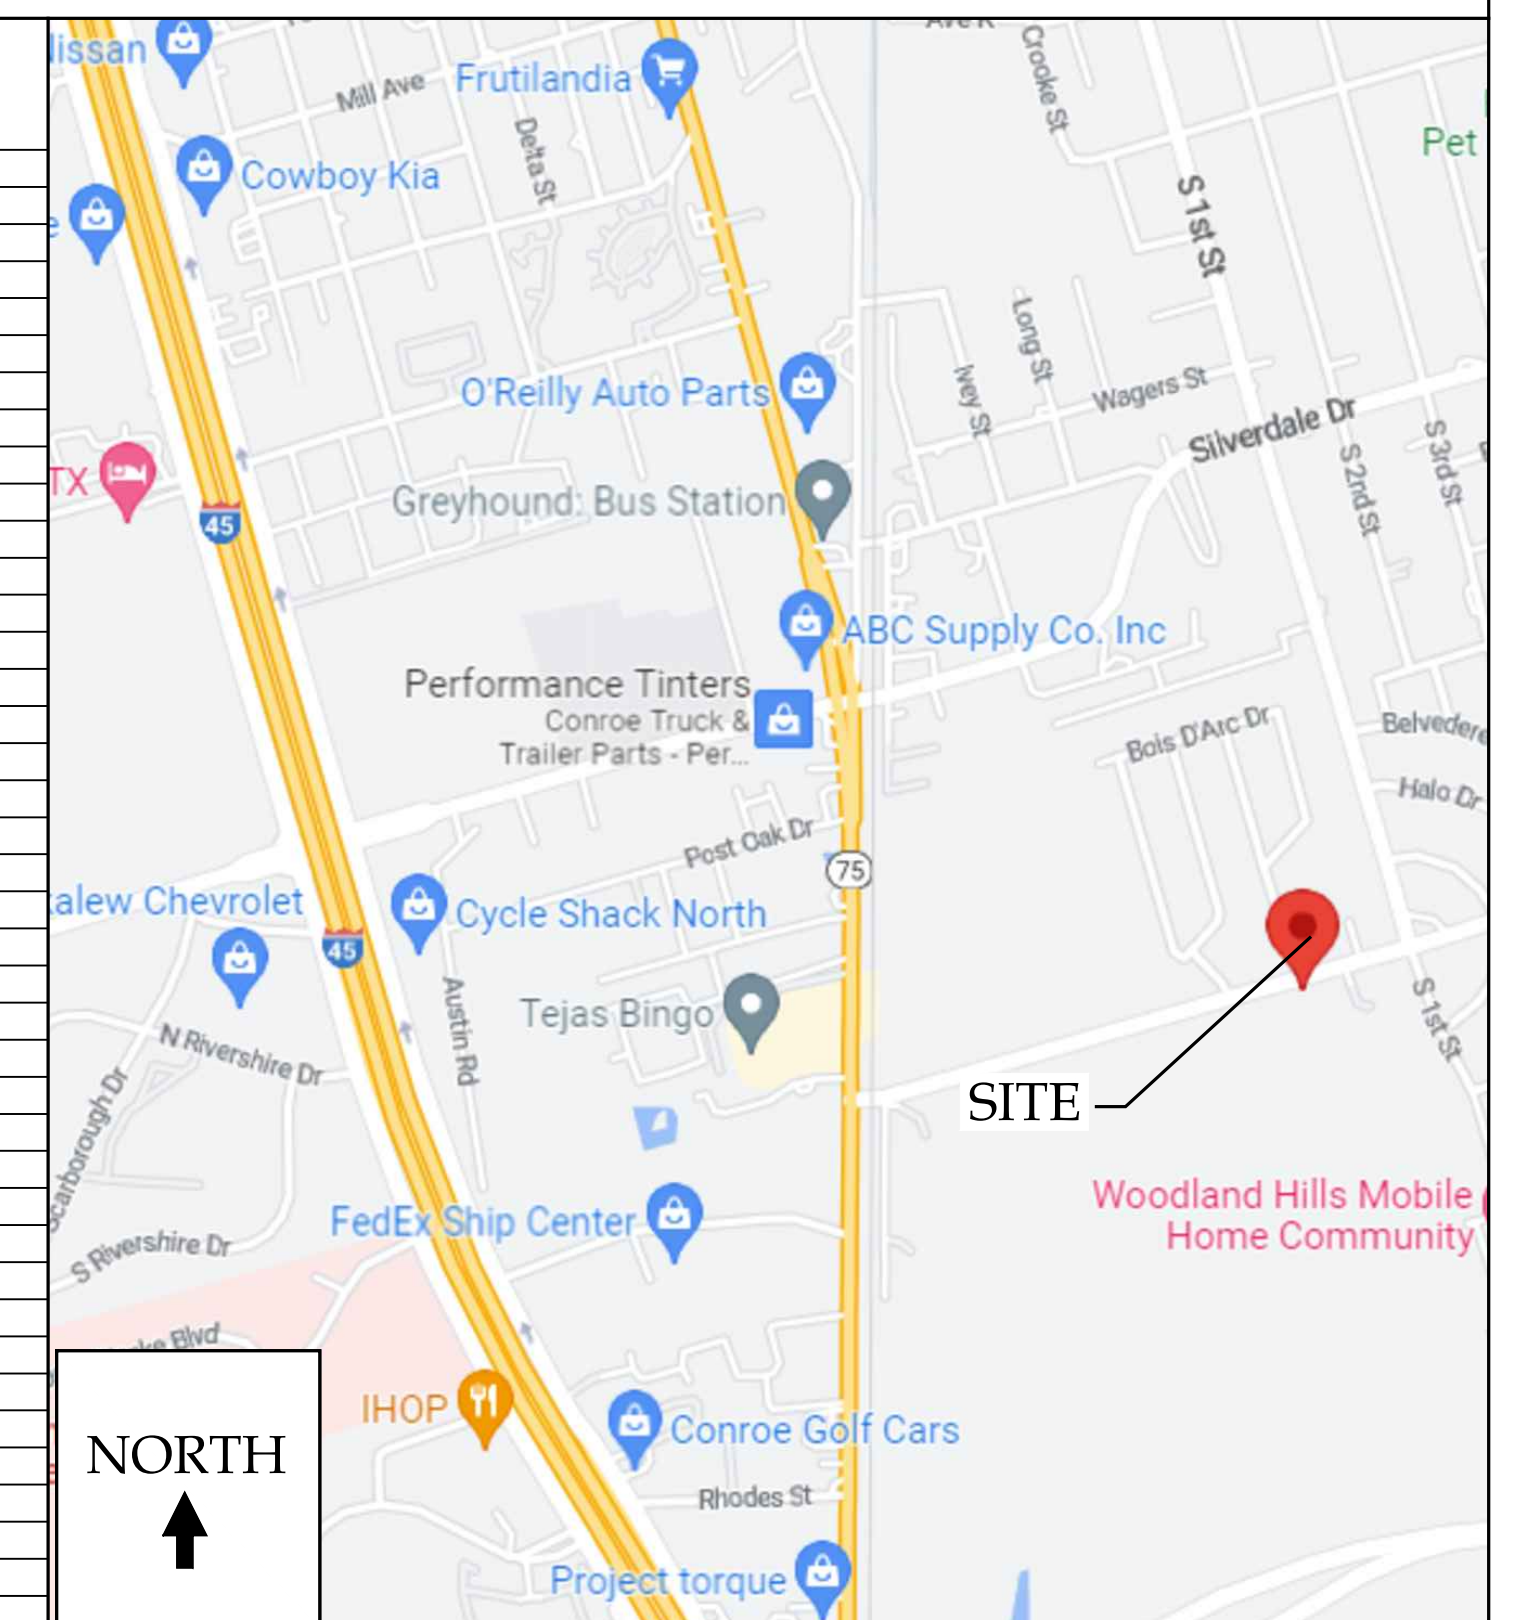 Mill Ave
Frutilandia
Crooke St
Pet
Delta St
Cowboy Kia
S 1st St
Long St
Ivey St
O'Reilly Auto Parts
Wagers St
Silverdale Dr
S 2nd St
S 3rd St
TX
45
Greyhound: Bus Station
ABC Supply Co. Inc
Performance Tinters
Conroe Truck &
Trailer Parts - Per...
Bois D'Arc Dr
Belvedere
Halo Dr
Post Oak Dr
75
alew Chevrolet
45
Cycle Shack North
Austin Rd
Tejas Bingo
N Rivershire Dr
S 1st St
SITE
Scarborough Dr
Woodland Hills Mobile
Home Community
FedEx Ship Center
S Rivershire Dr
Blvd
IHOP
Conroe Golf Cars
NORTH
Rhodes St
Project torque